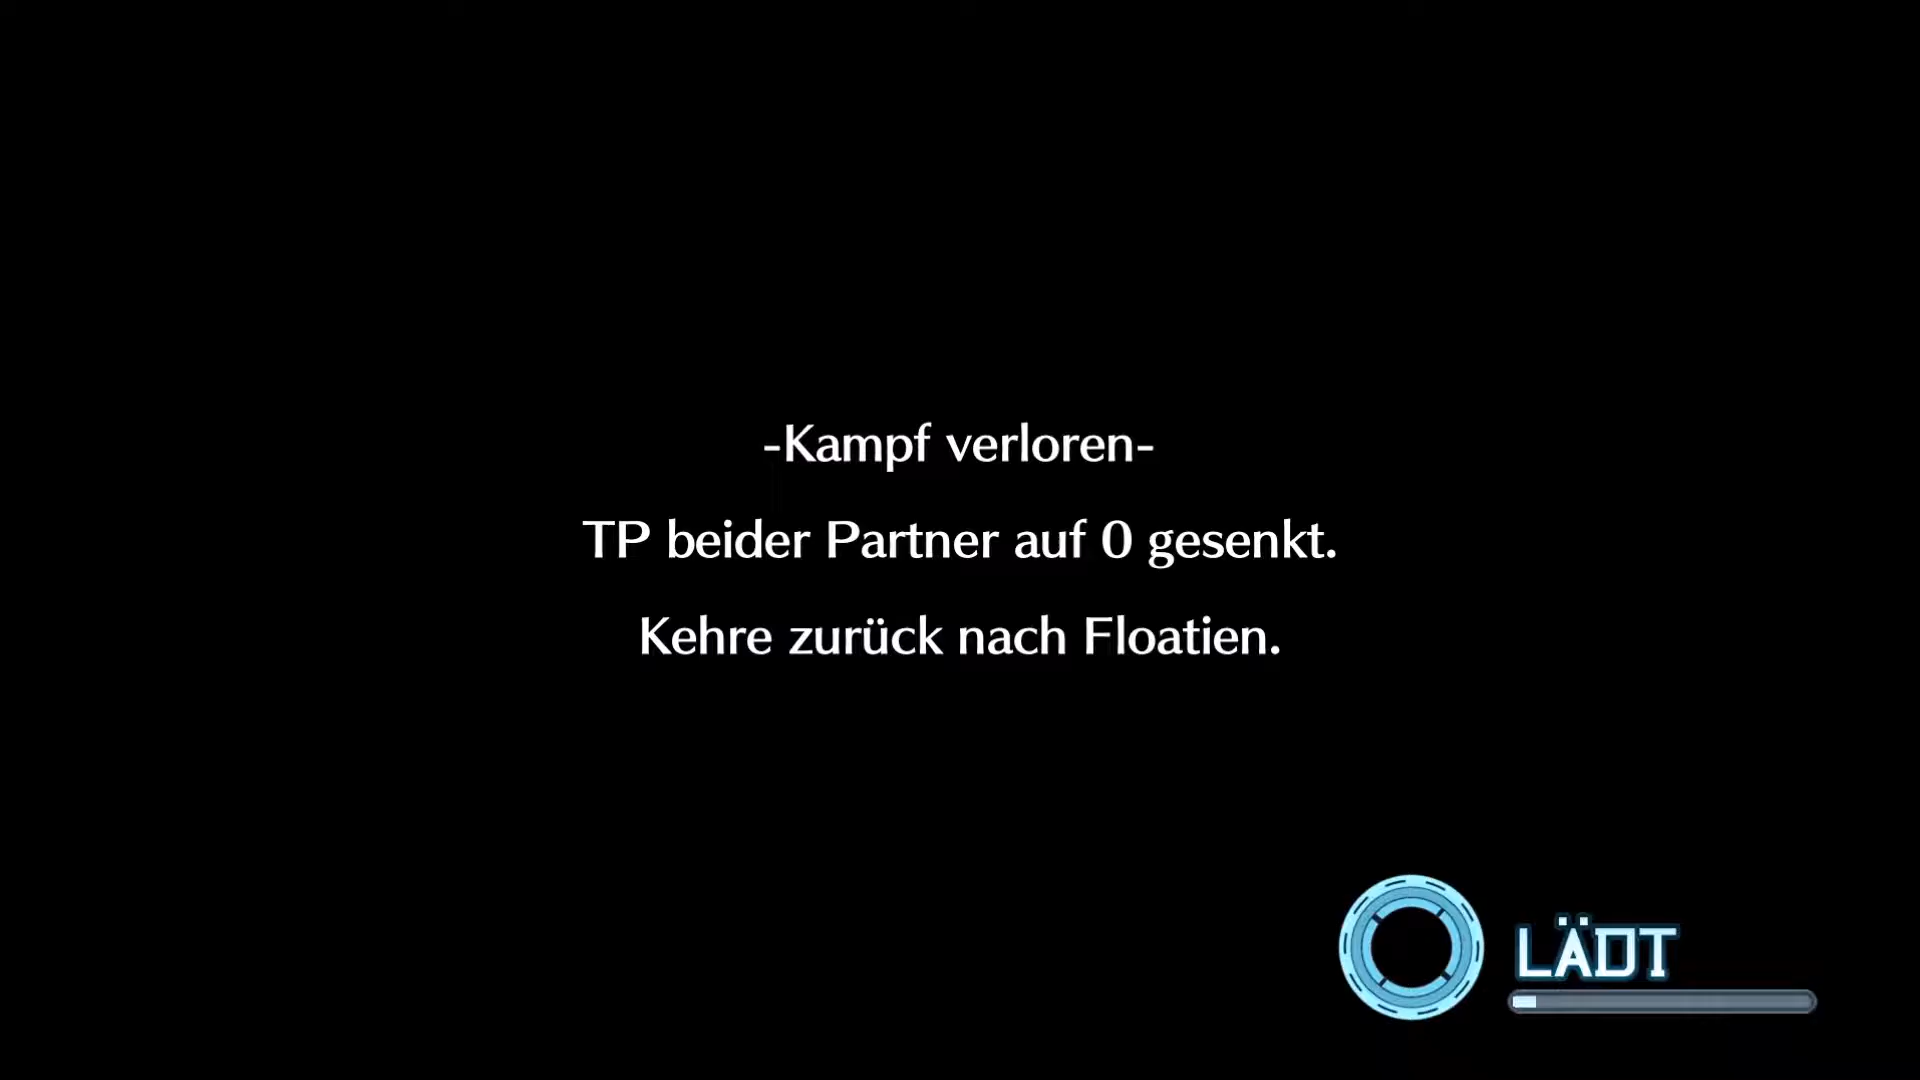 -Kampf verloren-
TP beider Partner auf 0 gesenkt.
Kehre zurück nach Floatien.
LÄDT